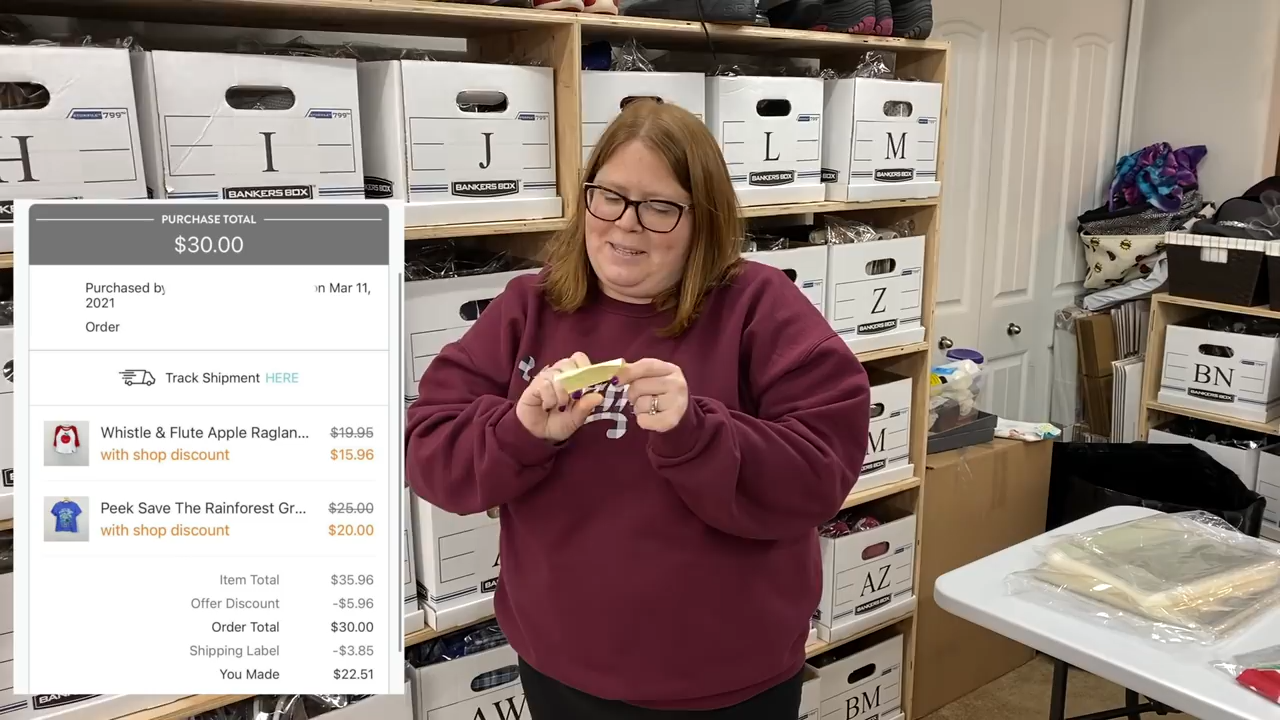 H
799
I
799
BANKERS BOX
J
BANKERS BOX
L
BANKERS BOX
M
BANKERS BOX
Z
BANKERS BOX
BN
BANKERS BOX
M
AZ
BANKERS BOX
BM
BANKERS BOX
AW
PURCHASE TOTAL
$30.00
Purchased by on Mar 11,
2021
Order
Track Shipment HERE
Whistle & Flute Apple Raglan... $19.95
with shop discount $15.96
Peek Save The Rainforest Gr... $25.00
with shop discount $20.00
Item Total $35.96
Offer Discount -$5.96
Order Total $30.00
Shipping Label -$3.85
You Made $22.51